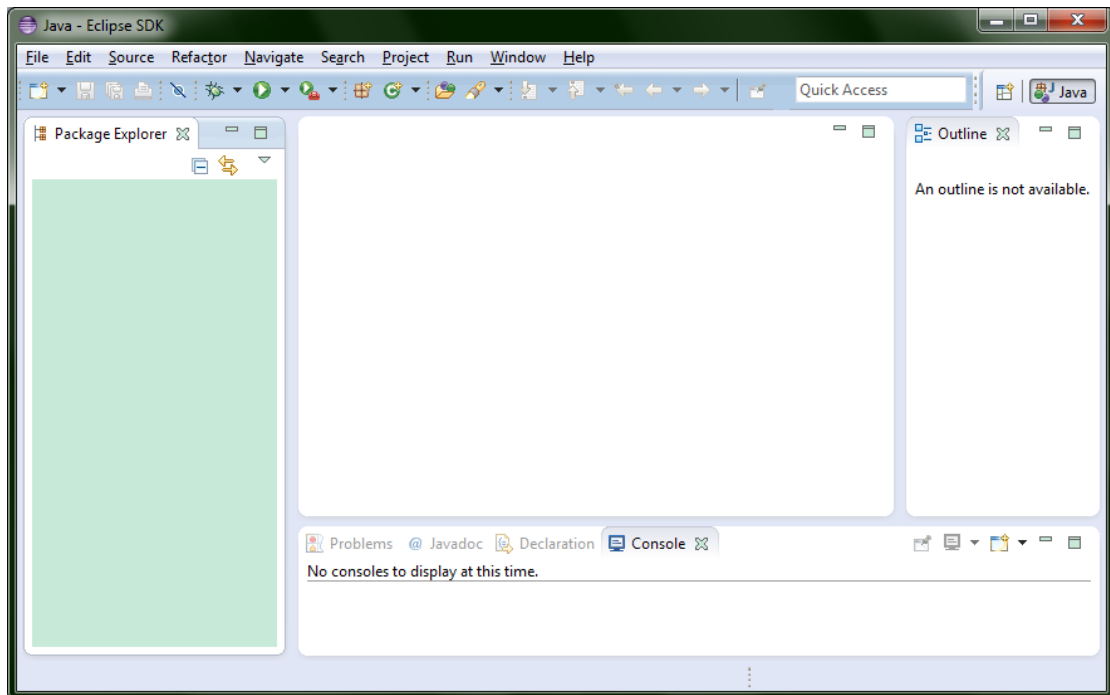 Java - Eclipse SDK
File Edit Source Refactor Navigate Search Project Run Window Help
Quick Access
Java
Package Explorer
Outline
An outline is not available.
Problems @ Javadoc Declaration Console
No consoles to display at this time.